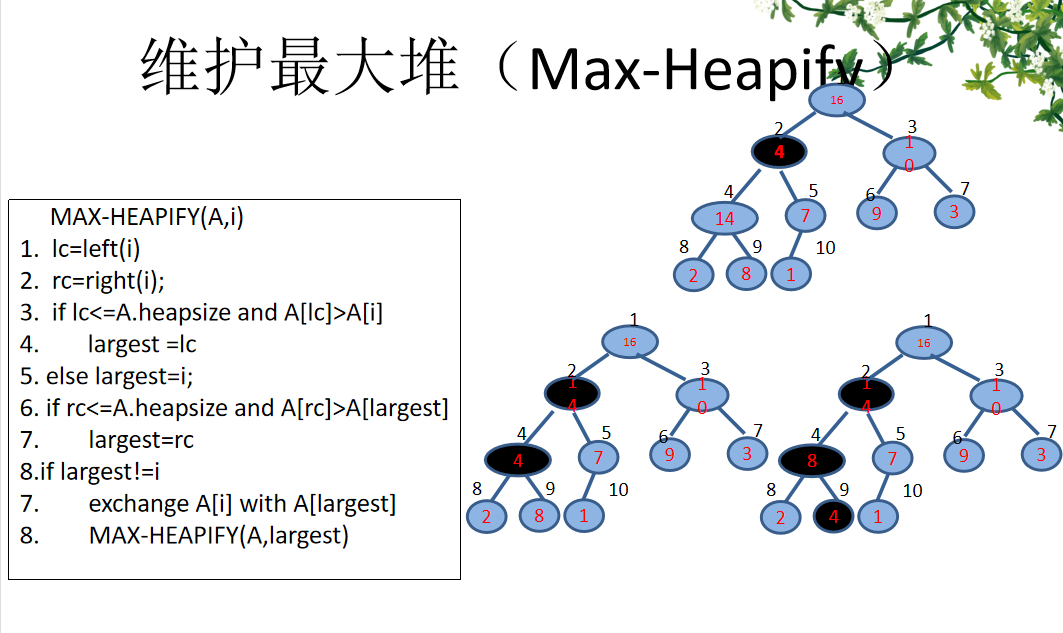 维护最大堆（Max-Heapify）
MAX-HEAPIFY(A,i)
1. lc=left(i)
2. rc=right(i);
3. if lc<=A.heapsize and A[lc]>A[i]
4. largest =lc
5. else largest=i;
6. if rc<=A.heapsize and A[rc]>A[largest]
7. largest=rc
8.if largest!=i
7. exchange A[i] with A[largest]
8. MAX-HEAPIFY(A,largest)
16
2 3
4 10
4 5 6 7
14 7 9 3
8 9 10
2 8 1
1
16
2 3
14 10
4 5 6 7
4 7 9 3
8 9 10
2 8 1
1
16
2 3
14 10
4 5 6 7
8 7 9 3
8 9 10
2 4 1